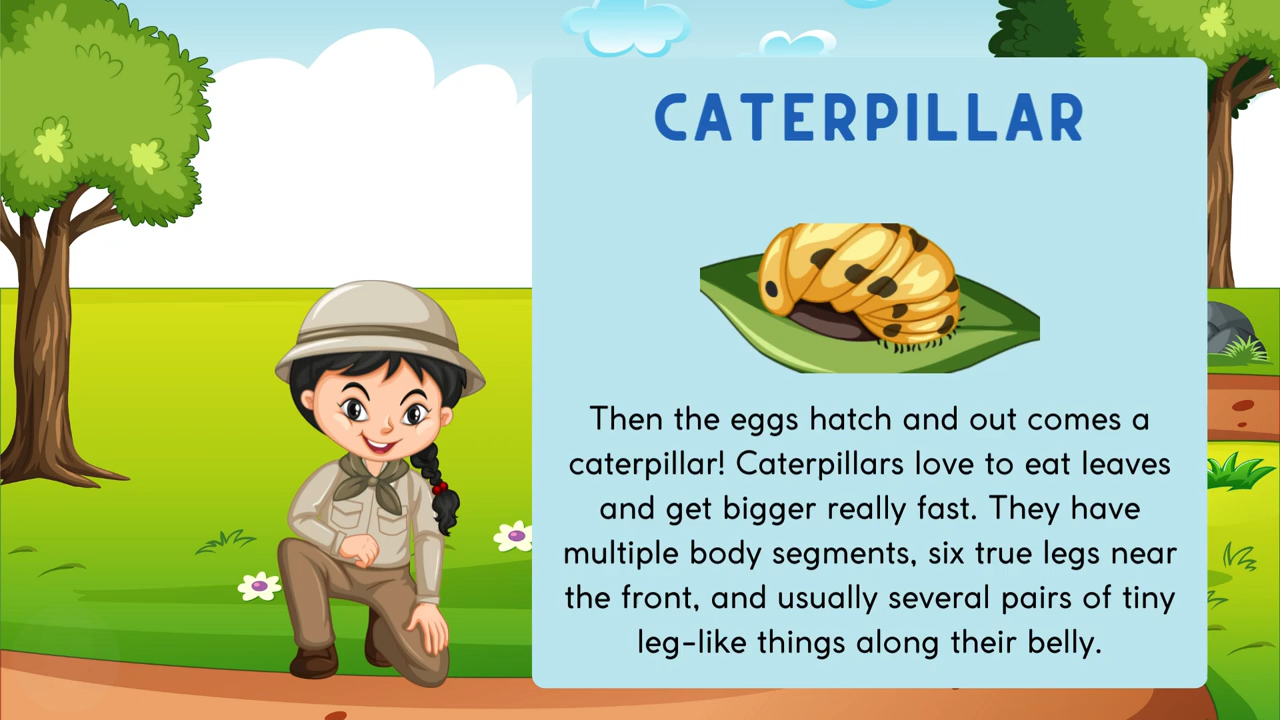 CATERPILLAR
Then the eggs hatch and out comes a
caterpillar! Caterpillars love to eat leaves
and get bigger really fast. They have
multiple body segments, six true legs near
the front, and usually several pairs of tiny
leg-like things along their belly.